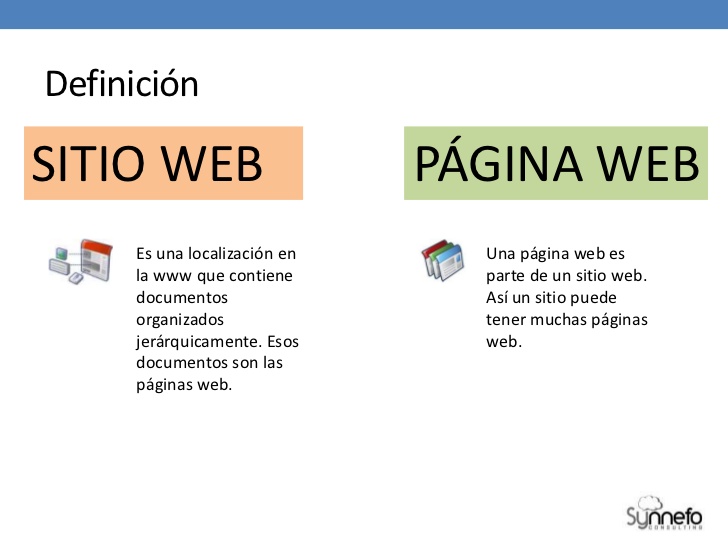 Definición
SITIO WEB
PÁGINA WEB
Es una localización en
la www que contiene
documentos
organizados
jerárquicamente. Esos
documentos son las
páginas web.
Una página web es
parte de un sitio web.
Así un sitio puede
tener muchas páginas
web.
Synnefo
CONSULTING